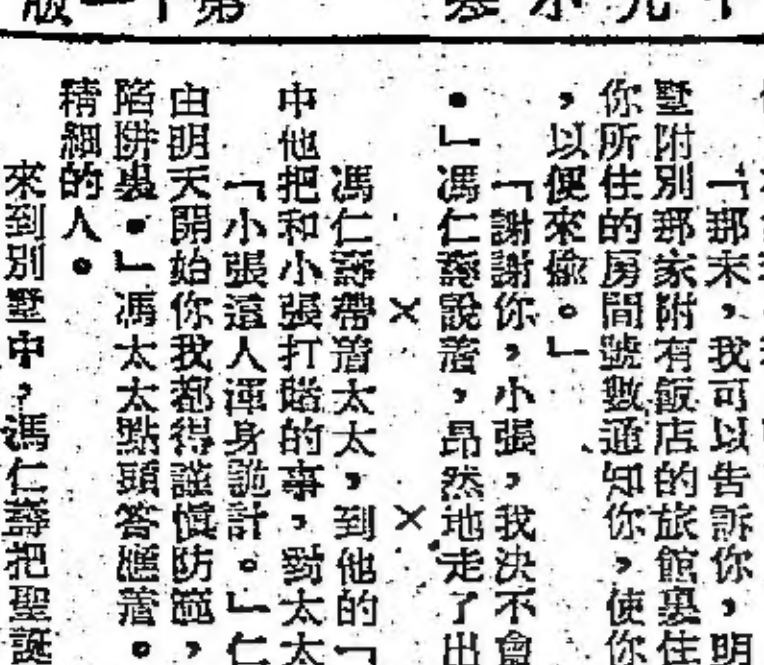 版一十第
「那末,我可以告訴你,明
墅附別那家附有飯店的旅館裏住
你所住的房間號數通知你,使你
,以便來偷。」
「謝謝你,小張,我決不會
。」馮仁壽說着,昂然地走了出
× ×
馮仁壽帶着太太,到他的「
中他把和小張打賭的事,對太太
「小張這人渾身詭計。」仁
由明天開始你我都得謹慎防範,
陷阱裏。」馮太太點頭答應着。
精細的人。
來到別墅中,馮仁壽把聖誕